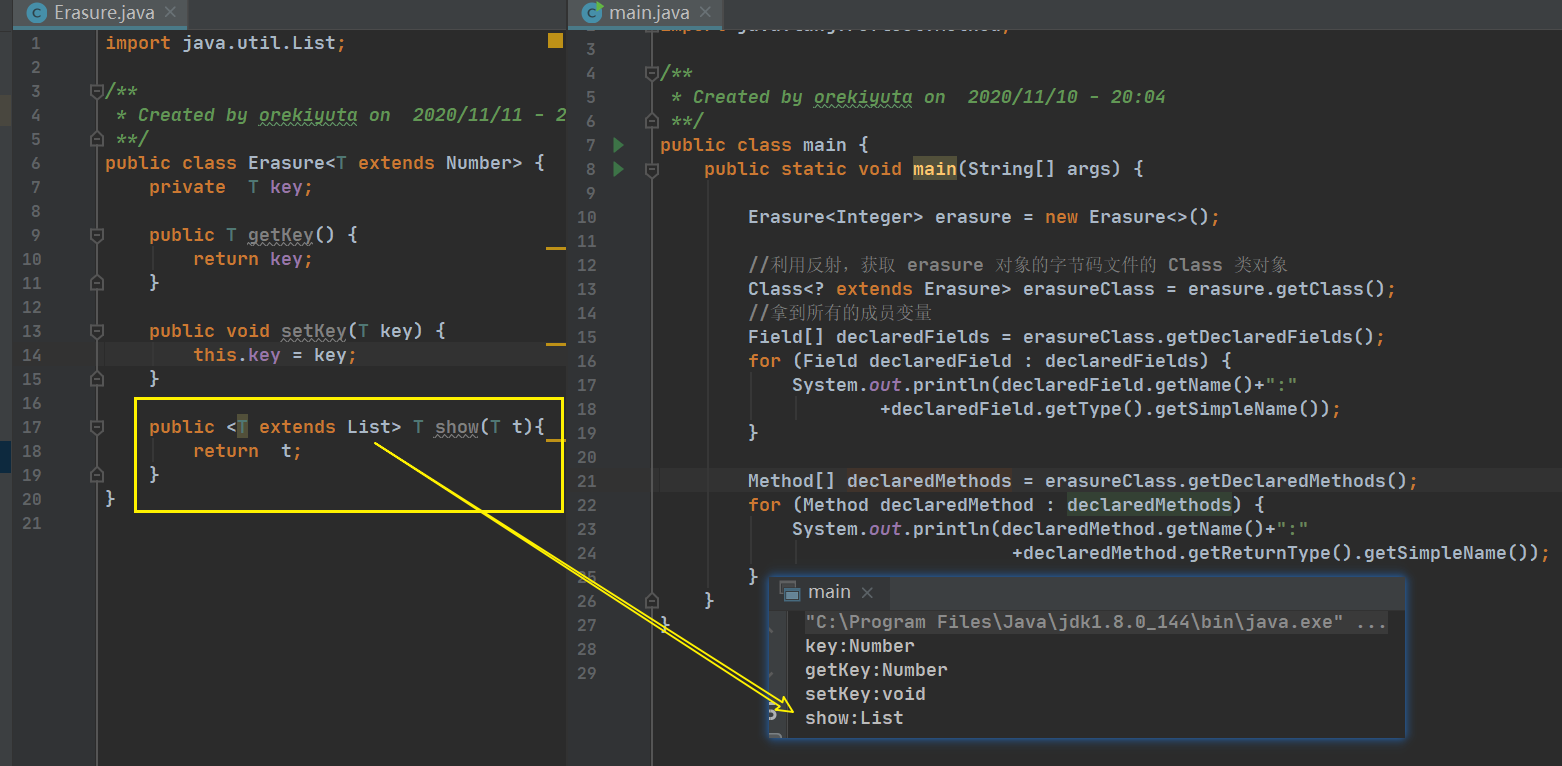 Erasure.java
1 import java.util.List;
2
3 /**
4 * Created by orekiyuta on 2020/11/11 - 2
5 **/
6 public class Erasure<T extends Number> {
7 private T key;
8
9 public T getKey() {
10 return key;
11 }
12
13 public void setKey(T key) {
14 this.key = key;
15 }
16
17 public <T extends List> T show(T t){
18 return t;
19 }
20 }
21
main.java
3
4 /**
5 * Created by orekiyuta on 2020/11/10 - 20:04
6 **/
7 public class main {
8 public static void main(String[] args) {
9
10 Erasure<Integer> erasure = new Erasure<>();
11
12 //利用反射，获取 erasure 对象的字节码文件的 Class 类对象
13 Class<? extends Erasure> erasureClass = erasure.getClass();
14 //拿到所有的成员变量
15 Field[] declaredFields = erasureClass.getDeclaredFields();
16 for (Field declaredField : declaredFields) {
17 System.out.println(declaredField.getName()+":"
18 +declaredField.getType().getSimpleName());
19 }
20
21 Method[] declaredMethods = erasureClass.getDeclaredMethods();
22 for (Method declaredMethod : declaredMethods) {
23 System.out.println(declaredMethod.getName()+":"
24 +declaredMethod.getReturnType().getSimpleName());
25 }
26 }
27 }
28
29
main
"C:\Program Files\Java\jdk1.8.0_144\bin\java.exe" ...
key:Number
getKey:Number
setKey:void
show:List